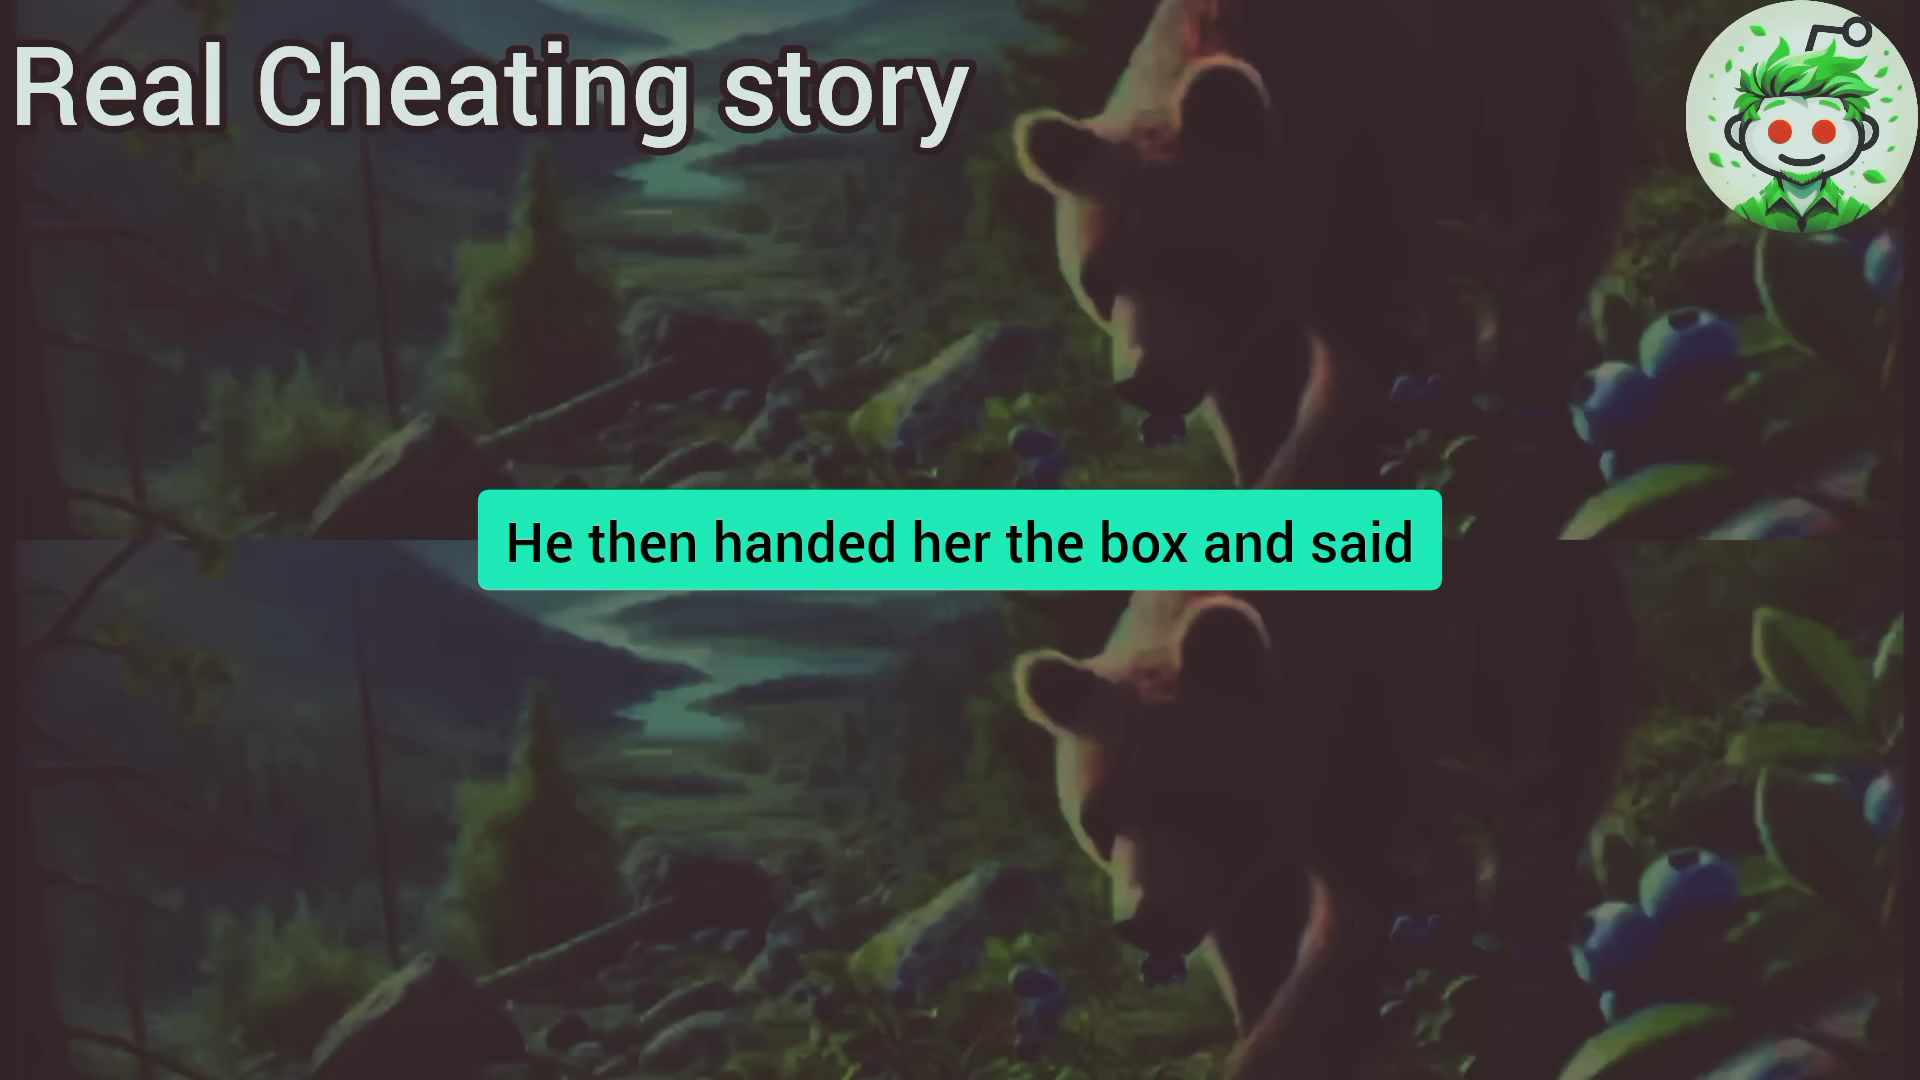 Real Cheating story
He then handed her the box and said